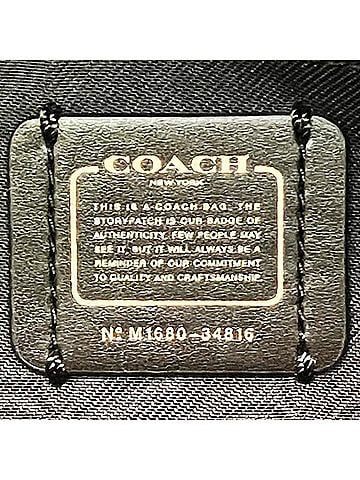 COACH
NEW YORK
THIS IS A COACH BAG. THE
STORYPATCH IS OUR BADGE OF
AUTHENTICITY. FEW PEOPLE MAY
SEE IT, BUT IT WILL ALWAYS BE A
REMINDER OF OUR COMMITMENT
TO QUALITY AND CRAFTSMANSHIP.
Nº M1680-34816